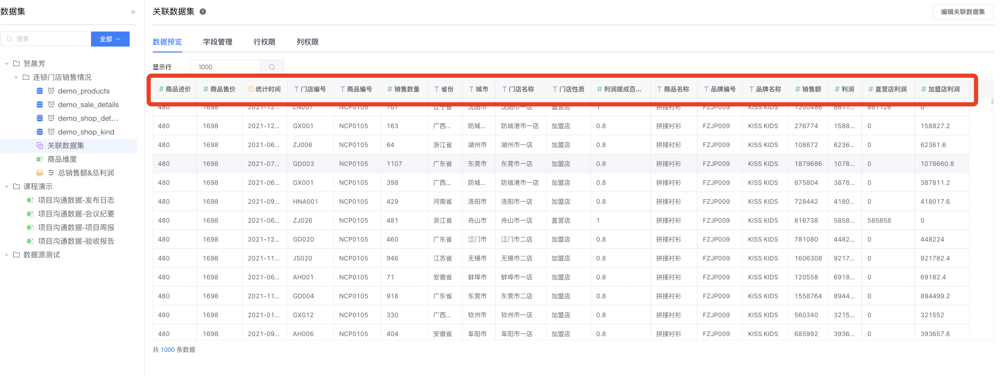 数据集
搜索
全部
贺晨芳
连锁门店销售情况
demo_products
demo_sale_details
demo_shop_det...
demo_shop_kind
关联数据集
商品维度
总销售额&总利润
课程演示
项目沟通数据-发布日志
项目沟通数据-会议纪要
项目沟通数据-项目周报
项目沟通数据-验收报告
数据源测试
关联数据集
编辑关联数据集
数据预览 字段管理 行权限 列权限
显示行 1000
# 商品进价 # 商品售价 统计时间 T 门店编号 T 商品编号 # 销售数量 T 省份 T 城市 T 门店名称 T 门店性质 # 利润提成百... T 商品名称 T 品牌编号 T 品牌名称 # 销售额 # 利润 # 直营店利润 # 加盟店利润
480 1698 2021-12... LN007 707 辽宁省 沈阳市 沈阳市一店 直营店 1 拼接衬衫 FZJP009 KISS KIDS 1200486 8611... 861126 0
480 1698 2021-12... GX001 NCP0105 163 广西... 防城... 防城港市一店 加盟店 0.8 拼接衬衫 FZJP009 KISS KIDS 276774 1588... 0 158827.2
480 1698 2021-06... ZJ006 NCP0105 64 浙江省 湖州市 湖州市一店 加盟店 0.8 拼接衬衫 FZJP009 KISS KIDS 108672 6236... 0 62361.6
480 1698 2021-07... GD003 NCP0105 1107 广东省 东莞市 东莞市一店 加盟店 0.8 拼接衬衫 FZJP009 KISS KIDS 1879686 1078... 0 1078660.8
480 1698 2021-06... GX001 NCP0105 398 广西... 防城... 防城港市一店 加盟店 0.8 拼接衬衫 FZJP009 KISS KIDS 675804 3878... 0 387811.2
480 1698 2021-09... HNA001 NCP0105 429 河南省 洛阳市 洛阳市一店 加盟店 0.8 拼接衬衫 FZJP009 KISS KIDS 728442 4180... 0 418017.6
480 1698 2021-06... ZJ026 NCP0105 481 浙江省 舟山市 舟山市一店 直营店 1 拼接衬衫 FZJP009 KISS KIDS 816738 5858... 585858 0
480 1698 2021-12... GD020 NCP0105 460 广东省 江门市 江门市二店 加盟店 0.8 拼接衬衫 FZJP009 KISS KIDS 781080 4482... 0 448224
480 1698 2021-11... JS020 NCP0105 946 江苏省 无锡市 无锡市二店 加盟店 0.8 拼接衬衫 FZJP009 KISS KIDS 1606308 9217... 0 921782.4
480 1698 2021-06... AH001 NCP0105 71 安徽省 蚌埠市 蚌埠市一店 加盟店 0.8 拼接衬衫 FZJP009 KISS KIDS 120558 6918... 0 69182.4
480 1698 2021-11... GD004 NCP0105 918 广东省 东莞市 东莞市二店 加盟店 0.8 拼接衬衫 FZJP009 KISS KIDS 1558764 8944... 0 894499.2
480 1698 2021-01... GX012 NCP0105 330 广西... 钦州市 钦州市一店 加盟店 0.8 拼接衬衫 FZJP009 KISS KIDS 560340 3215... 0 321552
480 1698 2021-09... AH006 NCP0105 404 安徽省 阜阳市 阜阳市一店 加盟店 0.8 拼接衬衫 FZJP009 KISS KIDS 685992 3936... 0 393657.6
共 1000 条数据